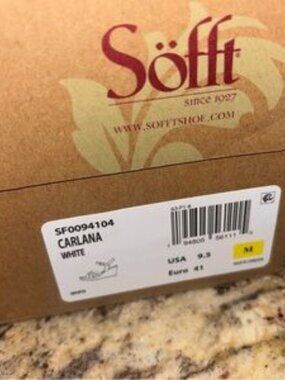 Söfft
since 1927
WWW.SOFFTSHOE.COM
SF0094104
CARLANA
WHITE
USA 9.5
M
Euro 41